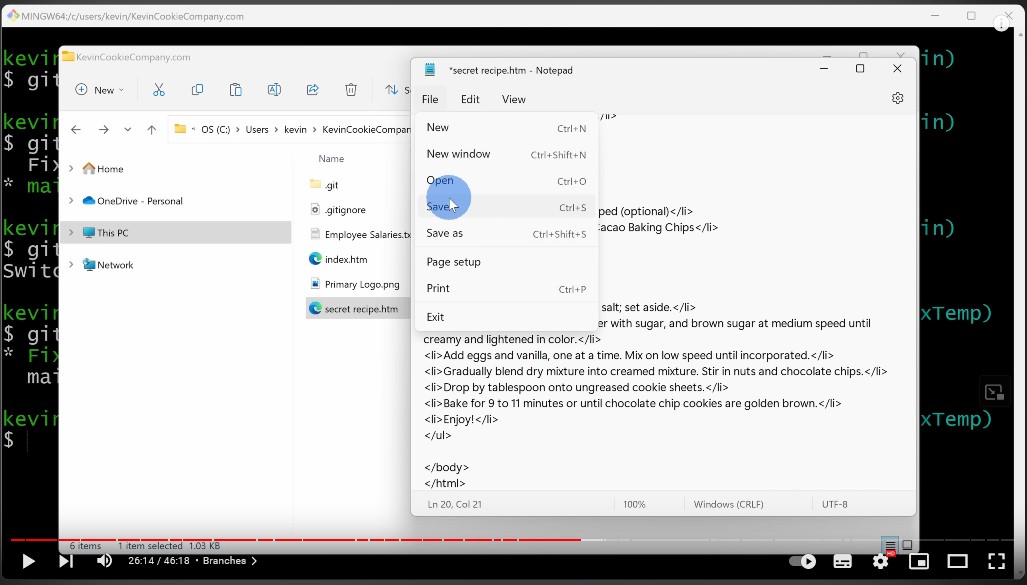 MINGW64:/c/users/kevin/KevinCookieCompany.com
kevin
$ git
kevin
$ git
Fix
* mai
kevin
$ git
Switc
kevin
$ git
* Fix
mai
kevin
$
in)
in)
in)
xTemp)
xTemp)
KevinCookieCompany.com
New
OS (C:) > Users > kevin > KevinCookieCompan
Home
OneDrive - Personal
This PC
Network
Name
.git
.gitignore
Employee Salaries.tx
index.htm
Primary Logo.png
secret recipe.htm
6 items 1 item selected 1.03 KB
*secret recipe.htm - Notepad
File Edit View
New Ctrl+N
New window Ctrl+Shift+N
Open Ctrl+O
Save Ctrl+S
Save as Ctrl+Shift+S
Page setup
Print Ctrl+P
Exit
/li>
ped (optional)</li>
Cacao Baking Chips</li>
salt; set aside.</li>
er with sugar, and brown sugar at medium speed until
creamy and lightened in color.</li>
<li>Add eggs and vanilla, one at a time. Mix on low speed until incorporated.</li>
<li>Gradually blend dry mixture into creamed mixture. Stir in nuts and chocolate chips.</li>
<li>Drop by tablespoon onto ungreased cookie sheets.</li>
<li>Bake for 9 to 11 minutes or until chocolate chip cookies are golden brown.</li>
<li>Enjoy!</li>
</ul>
</body>
</html>
Ln 20, Col 21 100% Windows (CRLF) UTF-8
26:14 / 46:18 • Branches >
HD